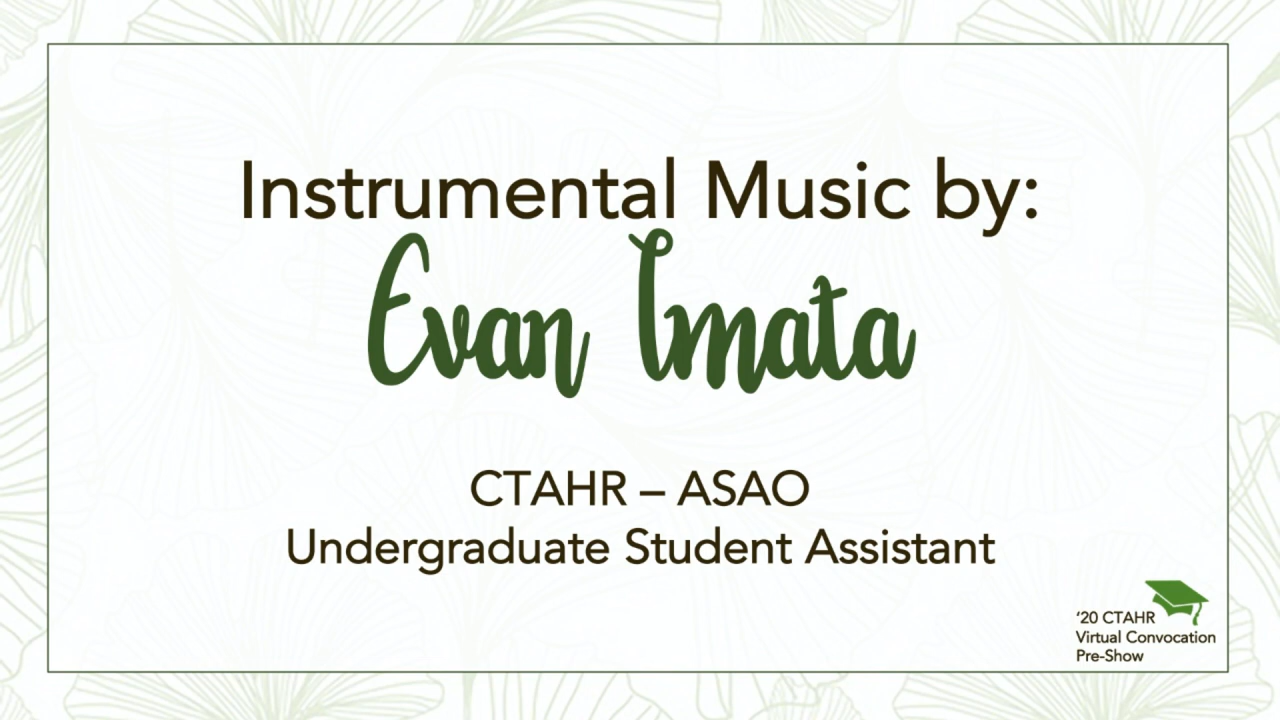 Instrumental Music by:
Evan Imata
CTAHR – ASAO
Undergraduate Student Assistant
‘20 CTAHR
Virtual Convocation
Pre-Show